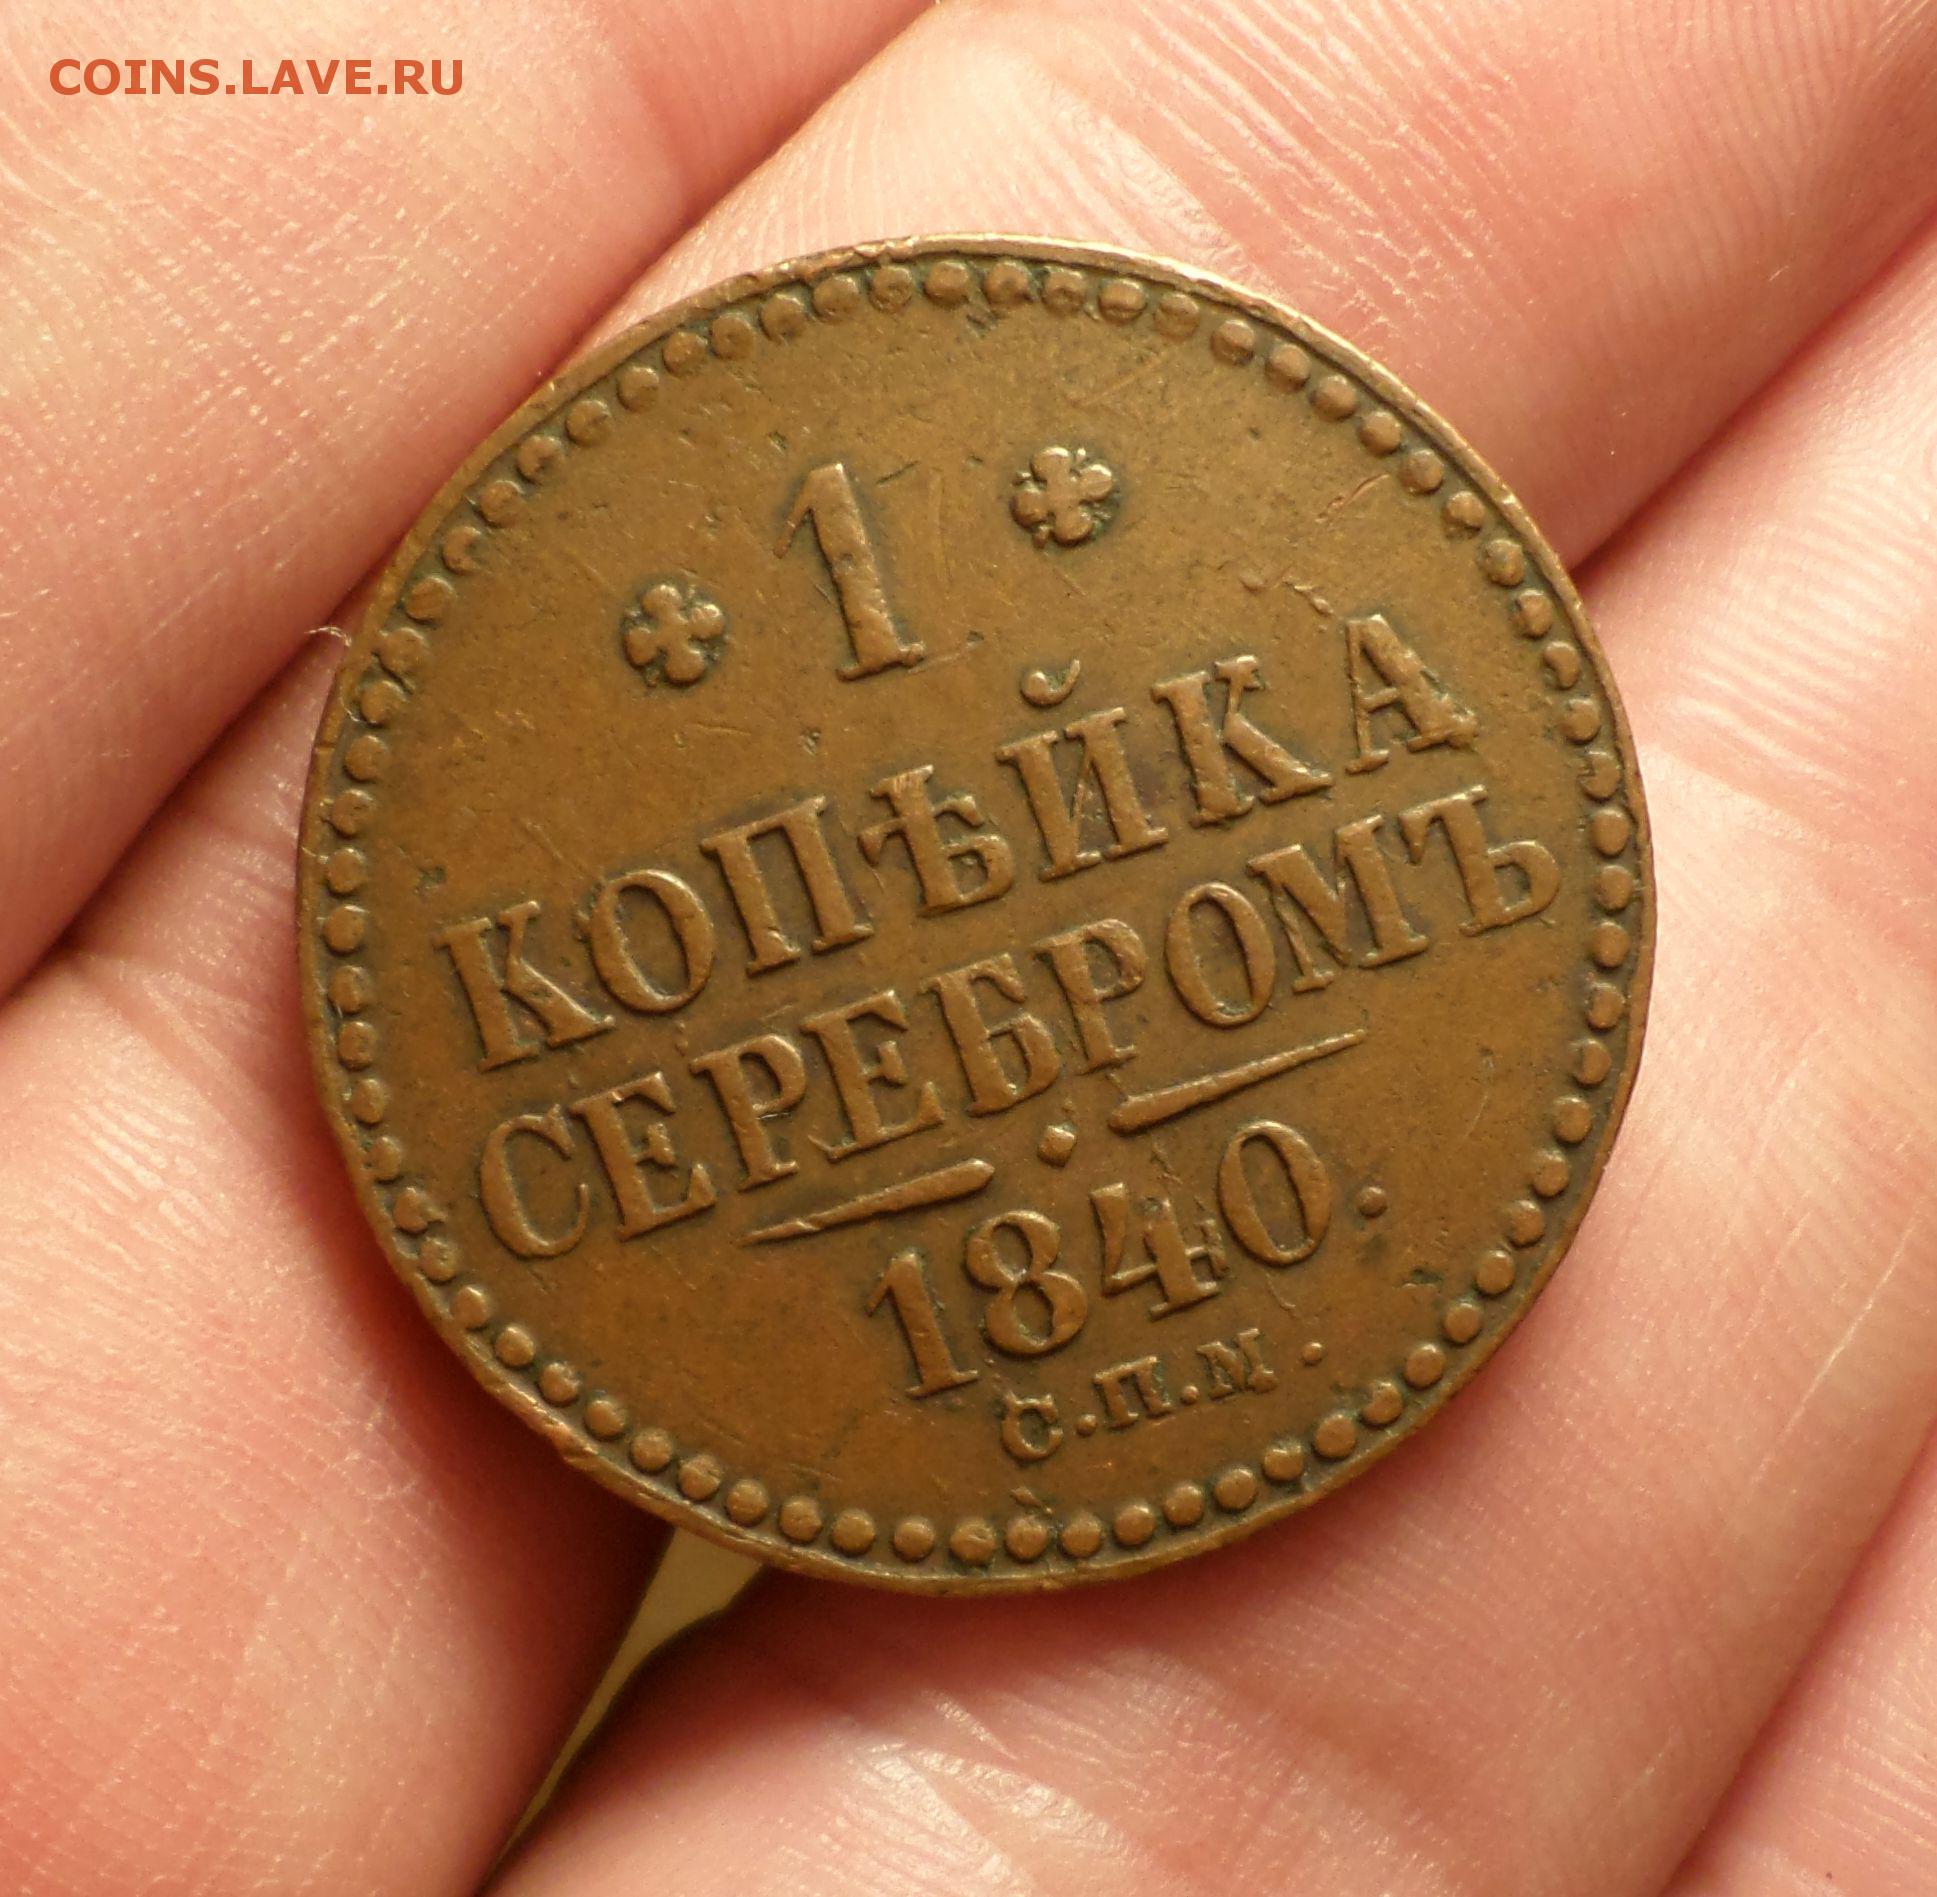 COINS.LAVE.RU
1
КОПѢЙКА
СЕРЕБРОМЪ
1840.
С.П.М.